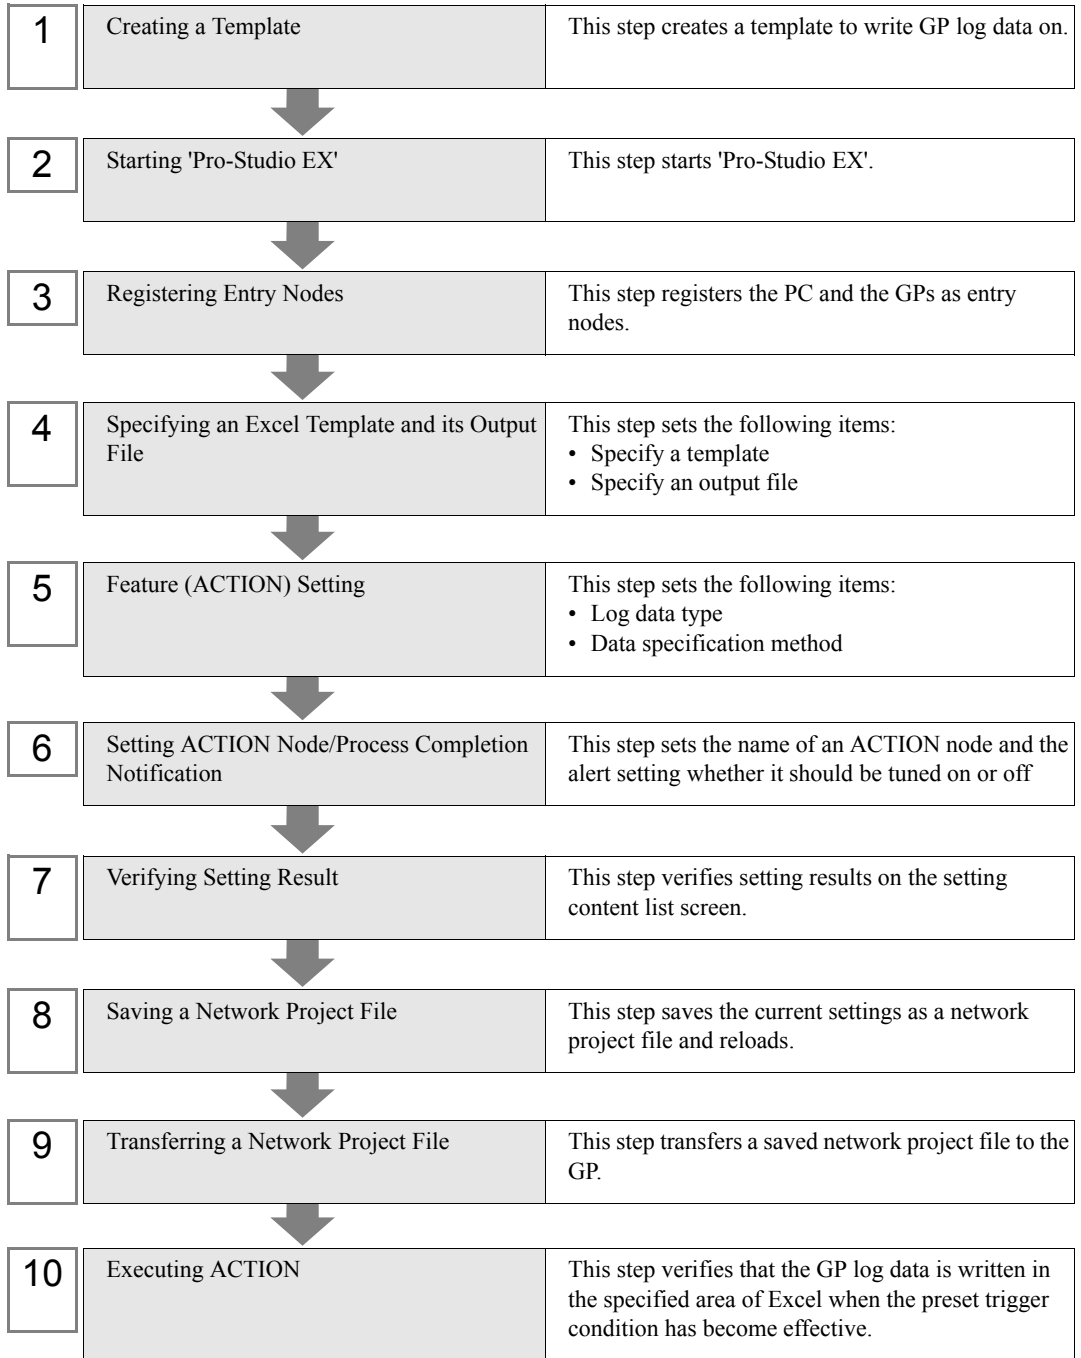 1
Creating a Template
This step creates a template to write GP log data on.
2
Starting 'Pro-Studio EX'
This step starts 'Pro-Studio EX'.
3
Registering Entry Nodes
This step registers the PC and the GPs as entry
nodes.
4
Specifying an Excel Template and its Output
File
This step sets the following items:
• Specify a template
• Specify an output file
5
Feature (ACTION) Setting
This step sets the following items:
• Log data type
• Data specification method
6
Setting ACTION Node/Process Completion
Notification
This step sets the name of an ACTION node and the
alert setting whether it should be tuned on or off
7
Verifying Setting Result
This step verifies setting results on the setting
content list screen.
8
Saving a Network Project File
This step saves the current settings as a network
project file and reloads.
9
Transferring a Network Project File
This step transfers a saved network project file to the
GP.
10
Executing ACTION
This step verifies that the GP log data is written in
the specified area of Excel when the preset trigger
condition has become effective.